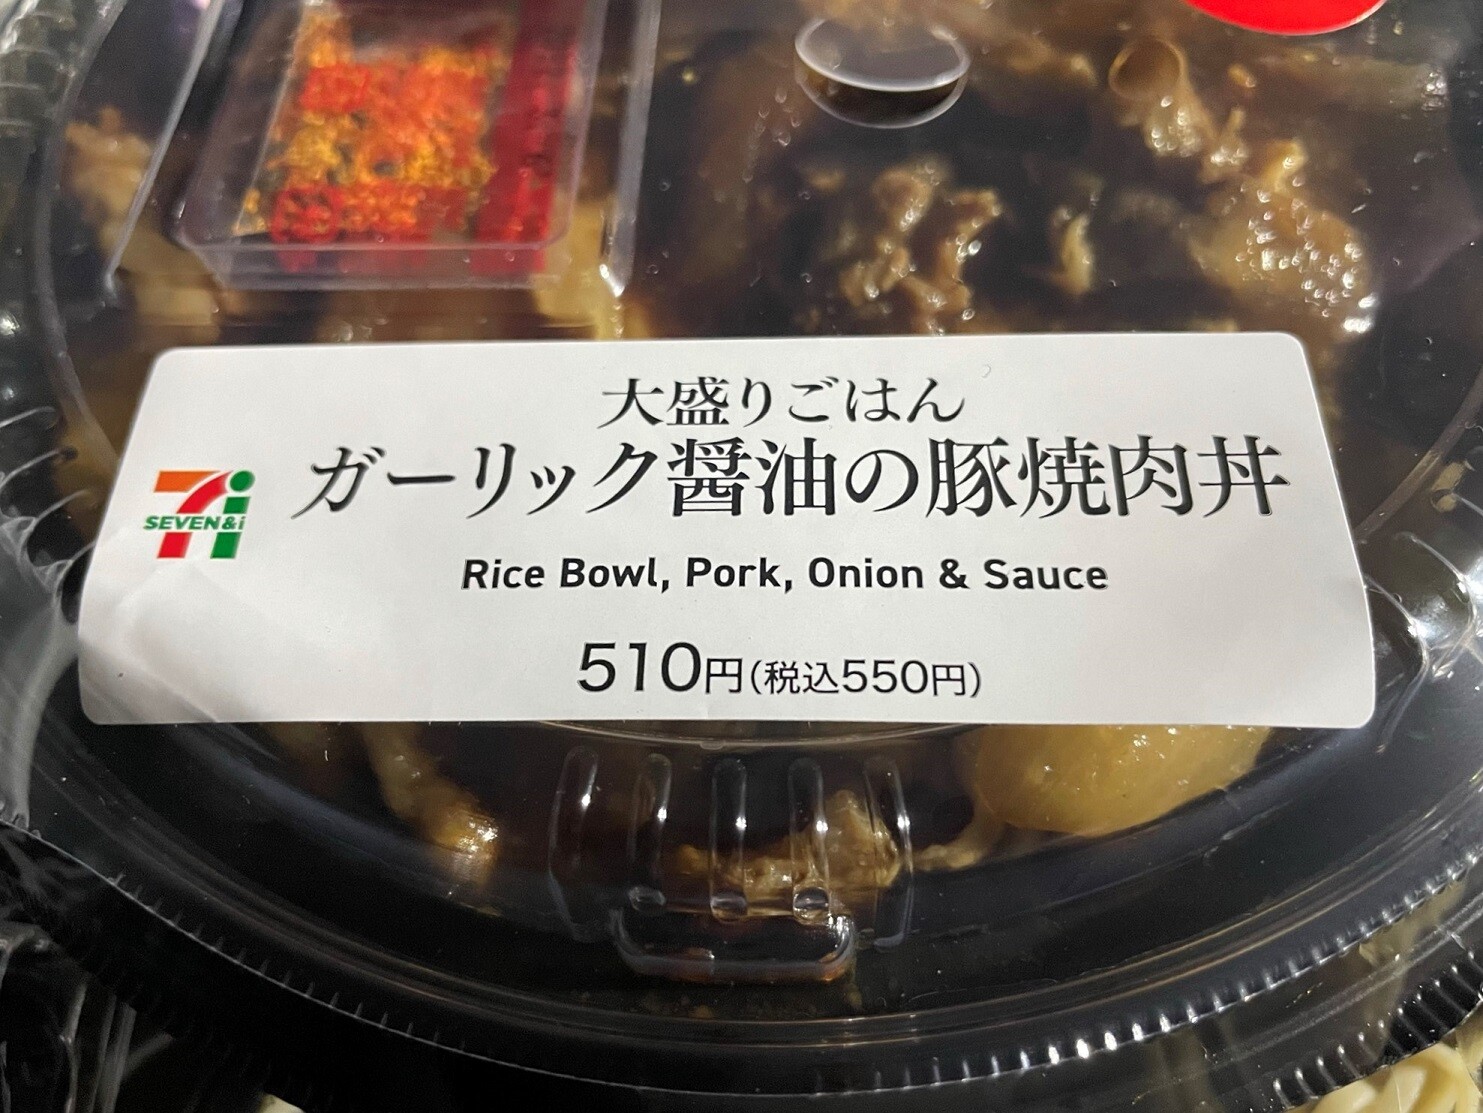 大盛りごはん
ガーリック醤油の豚焼肉丼
SEVEN&i
Rice Bowl, Pork, Onion & Sauce
510円(税込550円)